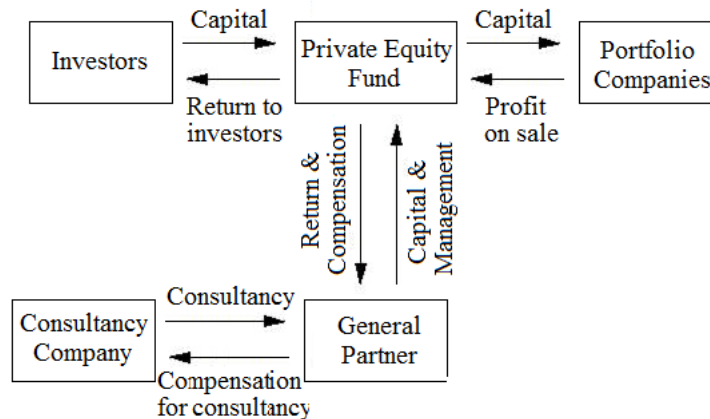 Capital
Capital
Investors
Private Equity
Fund
Portfolio
Companies
Return to
investors
Profit
on sale
Return &
Compensation
Capital &
Management
Consultancy
Consultancy
Company
General
Partner
Compensation
for consultancy